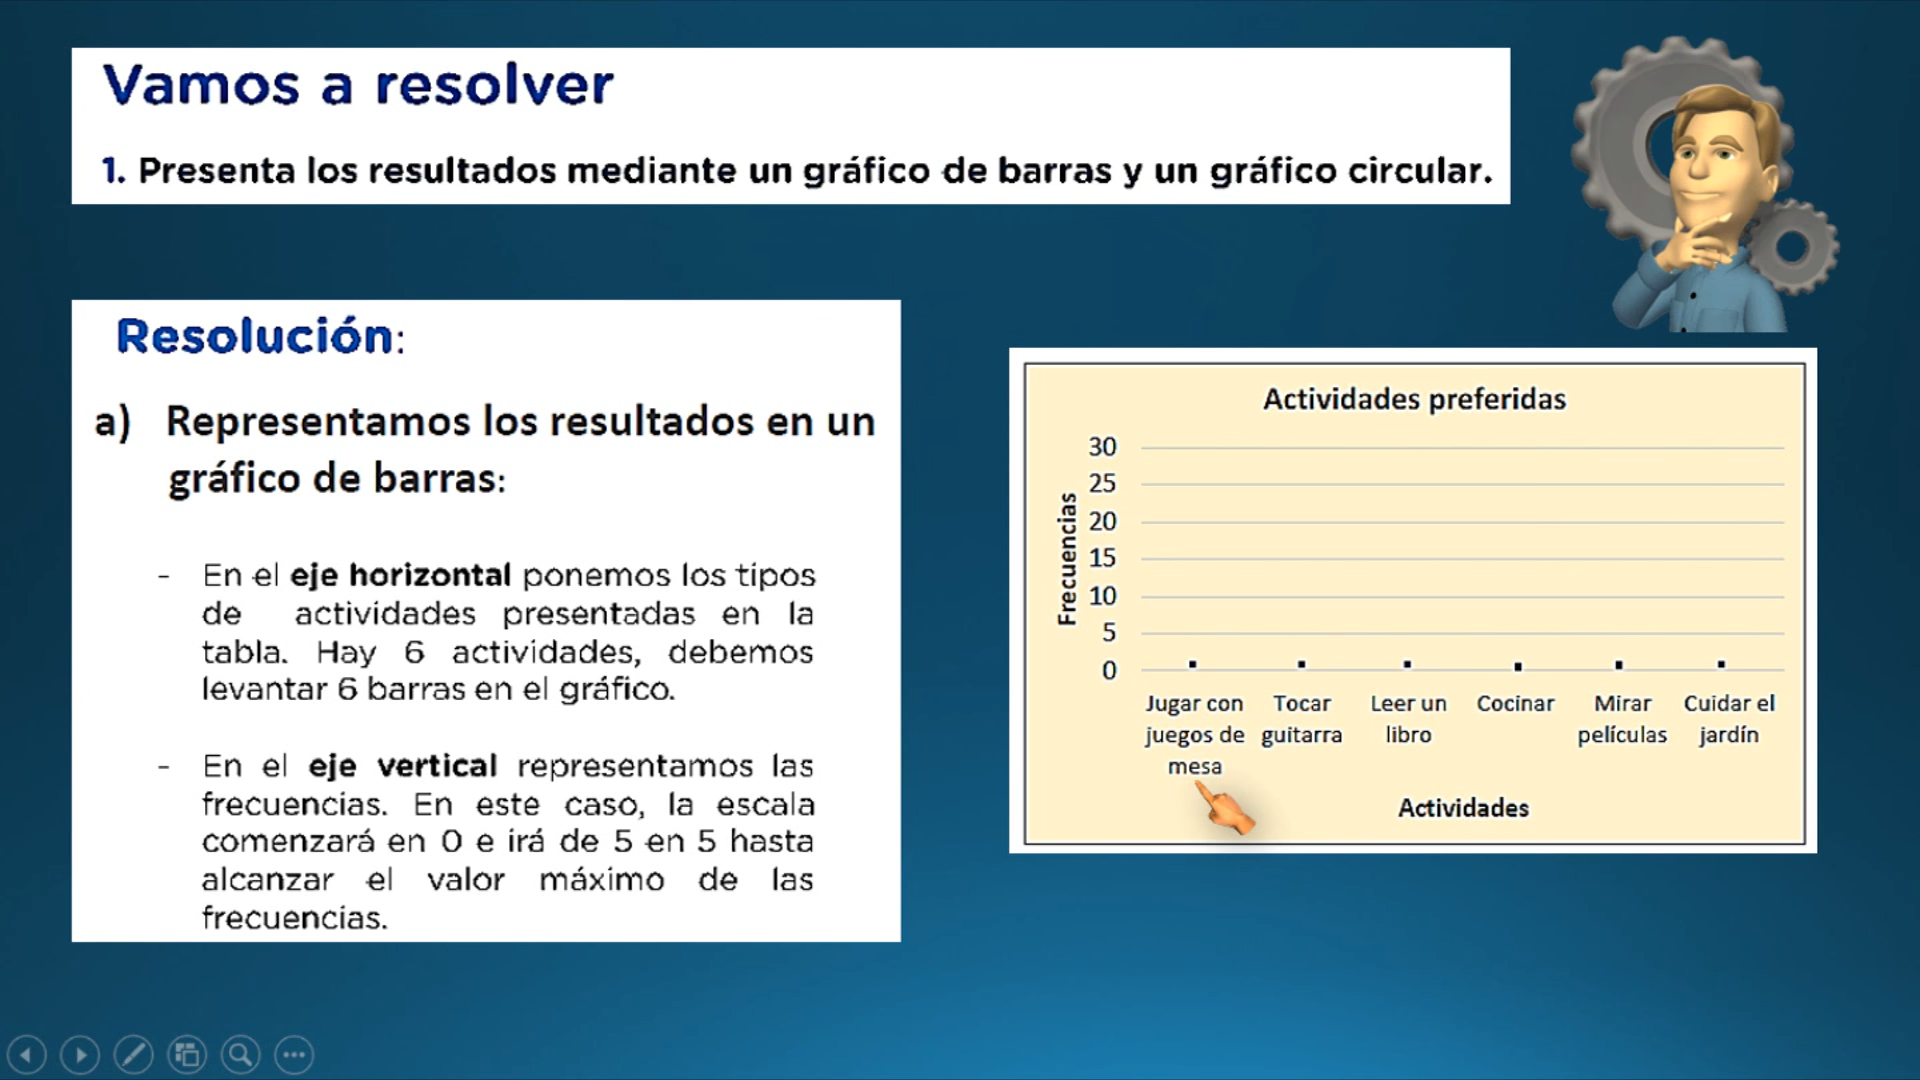 Vamos a resolver
1. Presenta los resultados mediante un gráfico de barras y un gráfico circular.
Resolución:
a) Representamos los resultados en un
gráfico de barras:
- En el eje horizontal ponemos los tipos
de actividades presentadas en la
tabla. Hay 6 actividades, debemos
levantar 6 barras en el gráfico.
- En el eje vertical representamos las
frecuencias. En este caso, la escala
comenzará en 0 e irá de 5 en 5 hasta
alcanzar el valor máximo de las
frecuencias.
Actividades preferidas
Frecuencias
30
25
20
15
10
5
0
Jugar con juegos de mesa
Tocar guitarra
Leer un libro
Cocinar
Mirar películas
Cuidar el jardín
Actividades